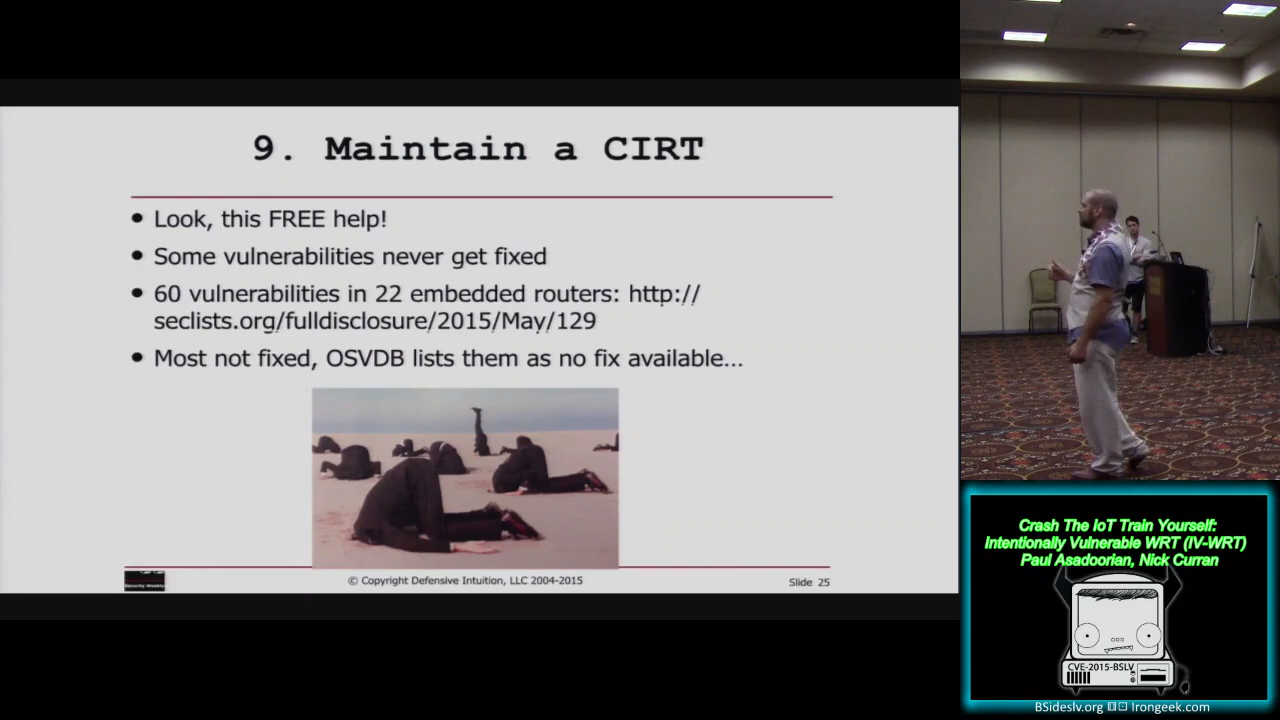 9. Maintain a CIRT
Look, this FREE help!
Some vulnerabilities never get fixed
60 vulnerabilities in 22 embedded routers: http://
seclists.org/fulldisclosure/2015/May/129
Most not fixed, OSVDB lists them as no fix available...
Security Weekly
© Copyright Defensive Intuition, LLC 2004-2015
Slide 25
Crash The IoT Train Yourself:
Intentionally Vulnerable WRT (IV-WRT)
Paul Asadoorian, Nick Curran
CVE-2015-BSLV
BSideslv.org Irongeek.com